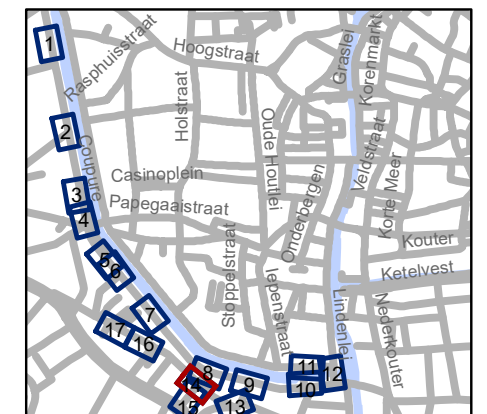 1
Rasphuisstraat
Hoogstraat
Graslei
Korenmarkt
2
Coupure
Holstraat
Oude Houtlei
Veldstraat
Casinoplein
3
Papegaaistraat
4
Onderbergen
Korte Meer
Kouter
Ketelvest
5
6
Stoppelstraat
Iepenstraat
Lindenlei
Nederkouter
7
17
16
8
11
12
14
9
10
15
13